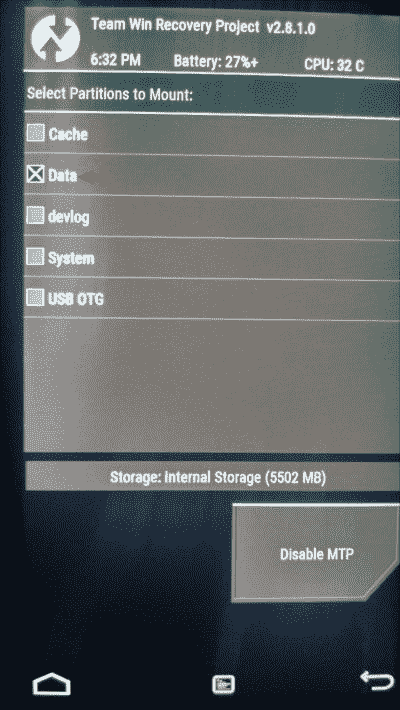 Team Win Recovery Project v2.8.1.0
6:32 PM Battery: 27%+ CPU: 32 C
Select Partitions to Mount:
Cache
Data
devlog
System
USB OTG
Storage: Internal Storage (5502 MB)
Disable MTP